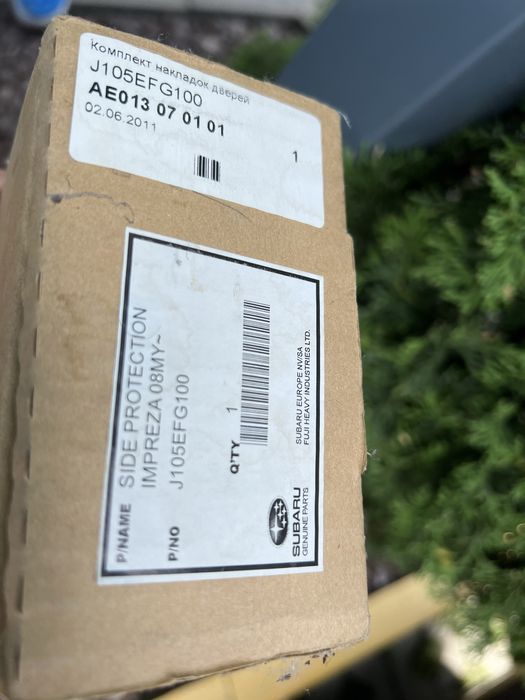 Комплект накладок дверей
J105EFG100
AE013 07 01 01
02.06.2011
1
P/NAME SIDE PROTECTION
IMPREZA 08MY~
P/NO J105EFG100
Q'TY 1
SUBARU
GENUINE PARTS
SUBARU EUROPE NV/SA
FUJI HEAVY INDUSTRIES LTD.